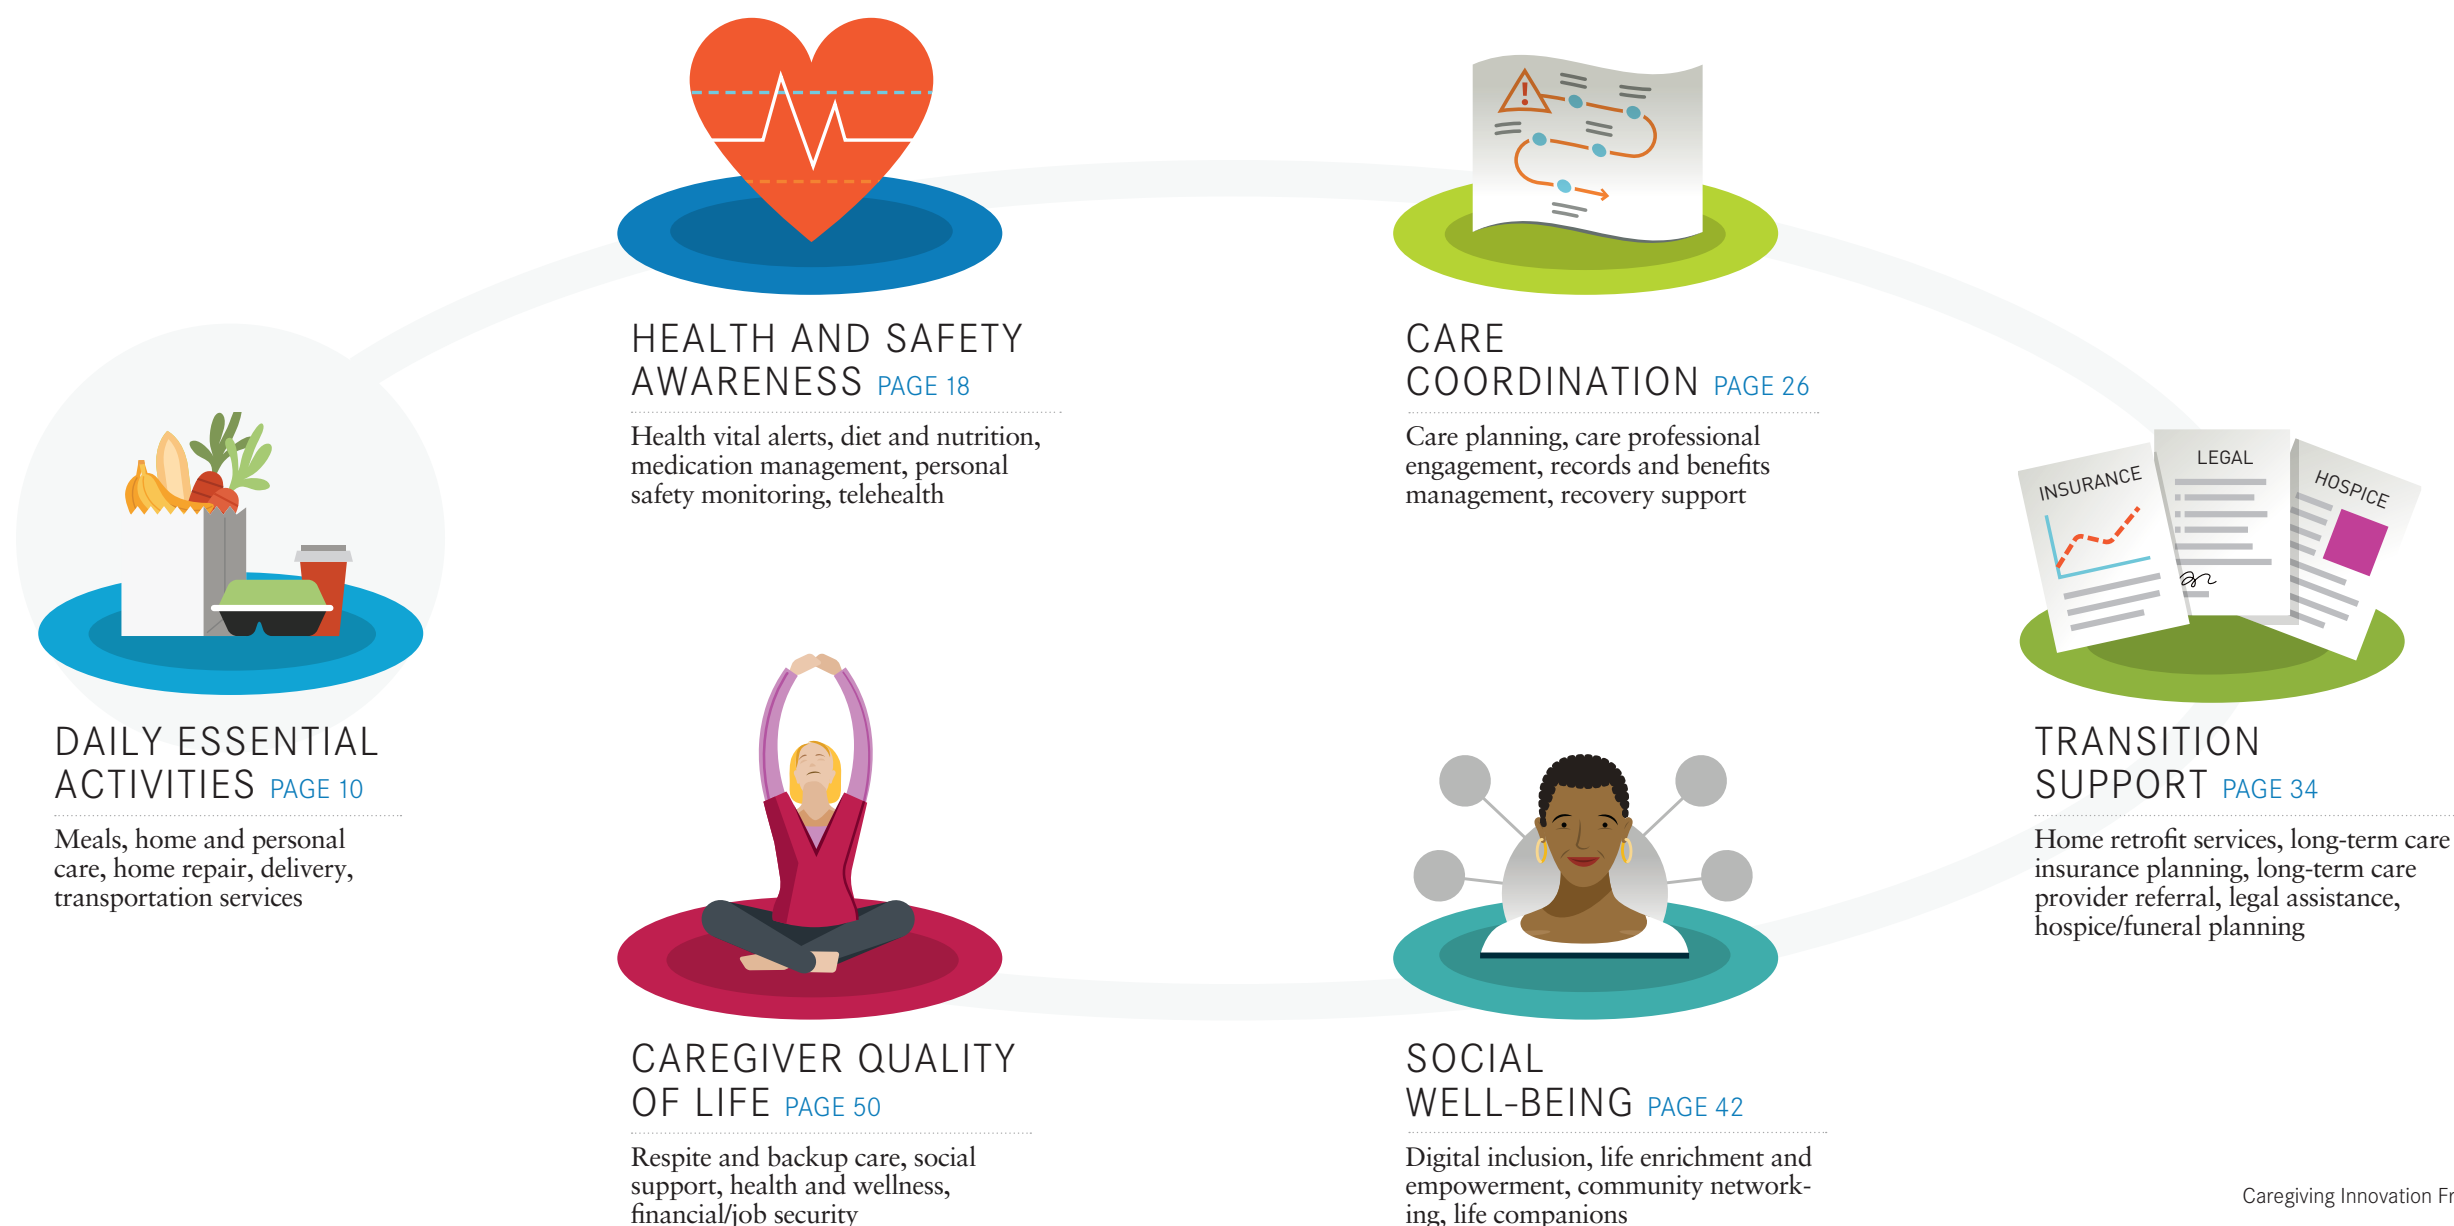 HEALTH AND SAFETY
AWARENESS PAGE 18
Health vital alerts, diet and nutrition,
medication management, personal
safety monitoring, telehealth
CARE
COORDINATION PAGE 26
Care planning, care professional
engagement, records and benefits
management, recovery support
INSURANCE
LEGAL
HOSPICE
DAILY ESSENTIAL
ACTIVITIES PAGE 10
Meals, home and personal
care, home repair, delivery,
transportation services
TRANSITION
SUPPORT PAGE 34
Home retrofit services, long-term care
insurance planning, long-term care
provider referral, legal assistance,
hospice/funeral planning
CAREGIVER QUALITY
OF LIFE PAGE 50
Respite and backup care, social
support, health and wellness,
financial/job security
SOCIAL
WELL-BEING PAGE 42
Digital inclusion, life enrichment and
empowerment, community network-
ing, life companions
Caregiving Innovation